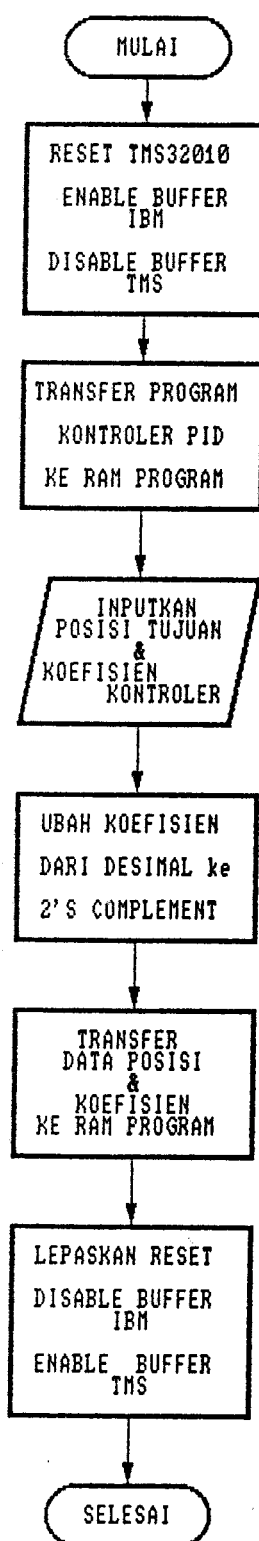 MULAI
RESET TMS32010
ENABLE BUFFER
IBM
DISABLE BUFFER
TMS
TRANSFER PROGRAM
KONTROLER PID
KE RAM PROGRAM
INPUTKAN
POSISI TUJUAN
&
KOEFISIEN
KONTROLER
UBAH KOEFISIEN
DARI DESIMAL ke
2'S COMPLEMENT
TRANSFER
DATA POSISI
&
KOEFISIEN
KE RAM PROGRAM
LEPASKAN RESET
DISABLE BUFFER
IBM
ENABLE BUFFER
TMS
SELESAI